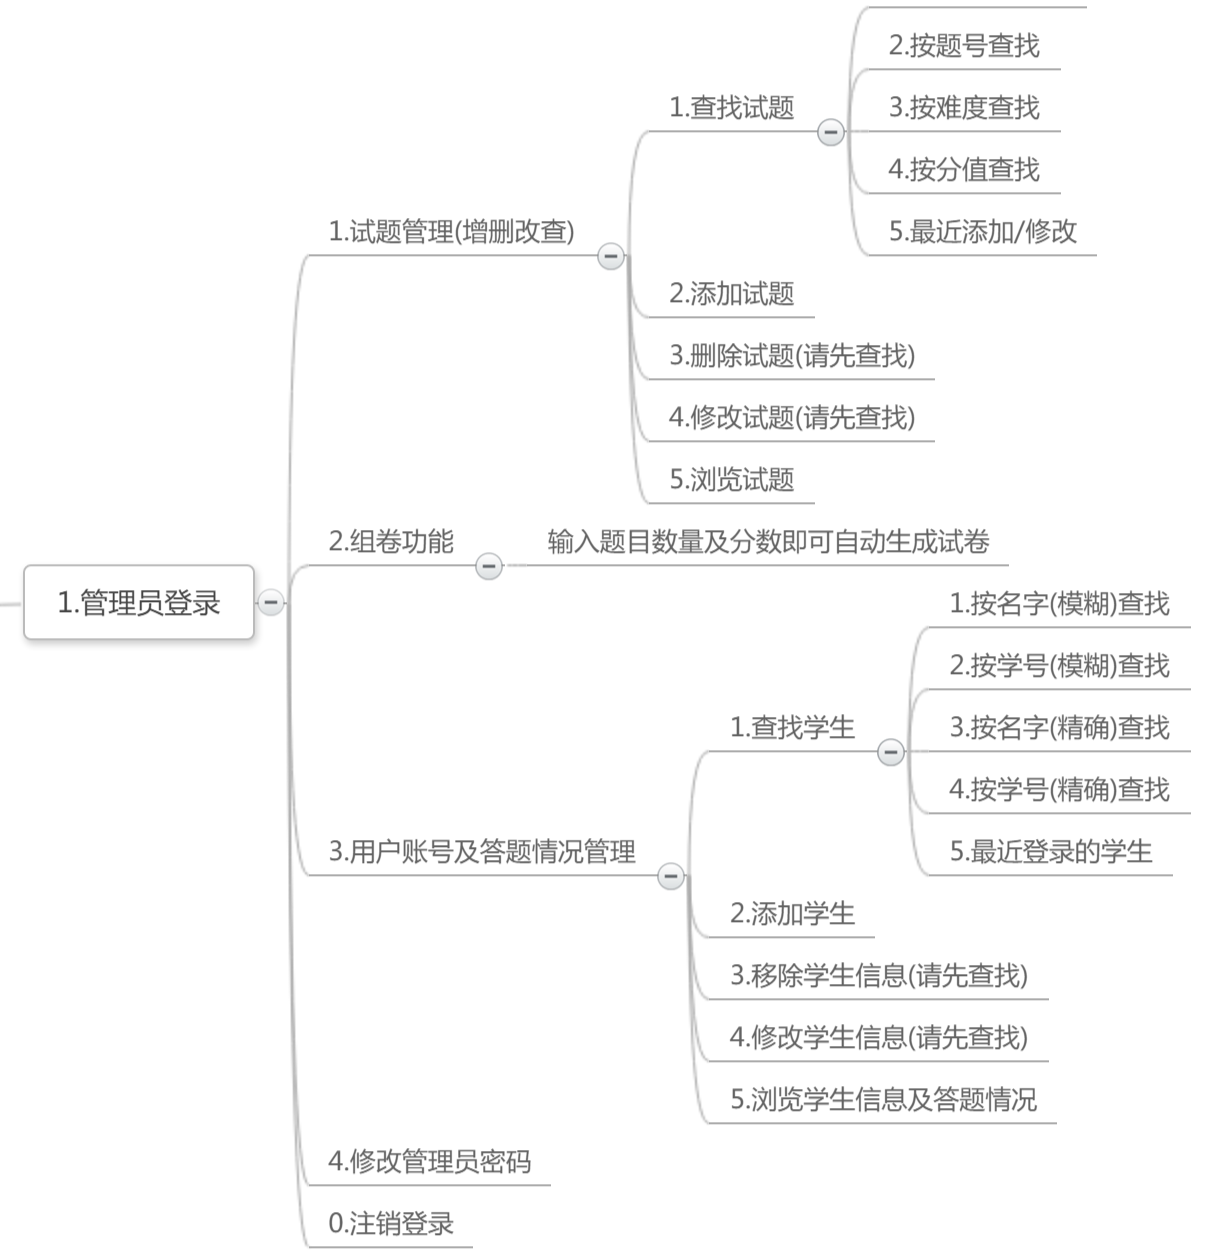 2.按题号查找
1.查找试题
3.按难度查找
4.按分值查找
1.试题管理(增删改查)
5.最近添加/修改
2.添加试题
3.删除试题(请先查找)
4.修改试题(请先查找)
5.浏览试题
2.组卷功能
输入题目数量及分数即可自动生成试卷
1.管理员登录
1.按名字(模糊)查找
2.按学号(模糊)查找
1.查找学生
3.按名字(精确)查找
4.按学号(精确)查找
3.用户账号及答题情况管理
5.最近登录的学生
2.添加学生
3.移除学生信息(请先查找)
4.修改学生信息(请先查找)
5.浏览学生信息及答题情况
4.修改管理员密码
0.注销登录